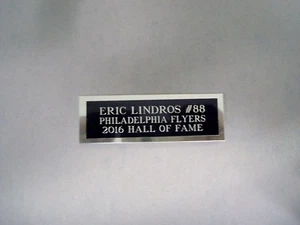 ERIC LINDROS #88
PHILADELPHIA FLYERS
2016 HALL OF FAME